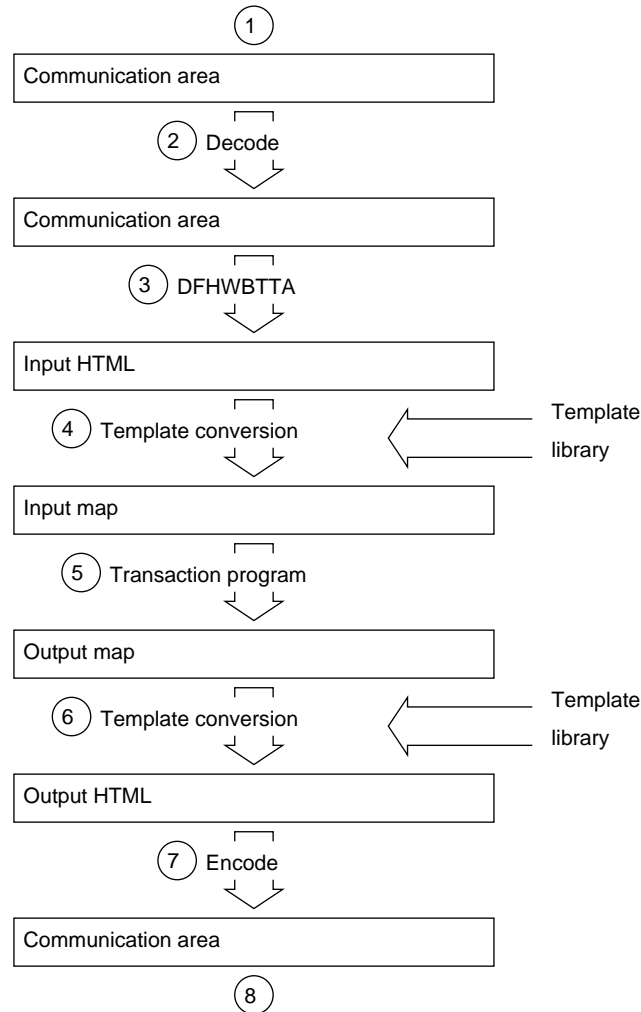 1
Communication area
2 Decode
Communication area
3 DFHWBTTA
Input HTML
4 Template conversion
Template
library
Input map
5 Transaction program
Output map
6 Template conversion
Template
library
Output HTML
7 Encode
Communication area
8